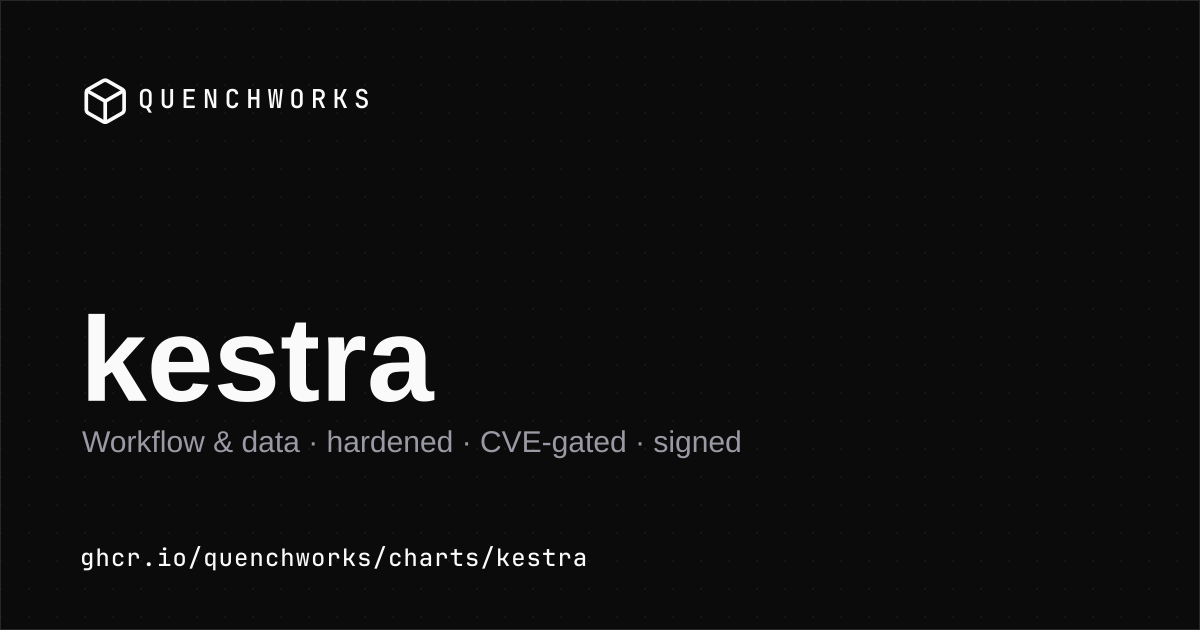 QUENCHWORKS
kestra
Workflow & data · hardened · CVE-gated · signed
ghcr.io/quenchworks/charts/kestra